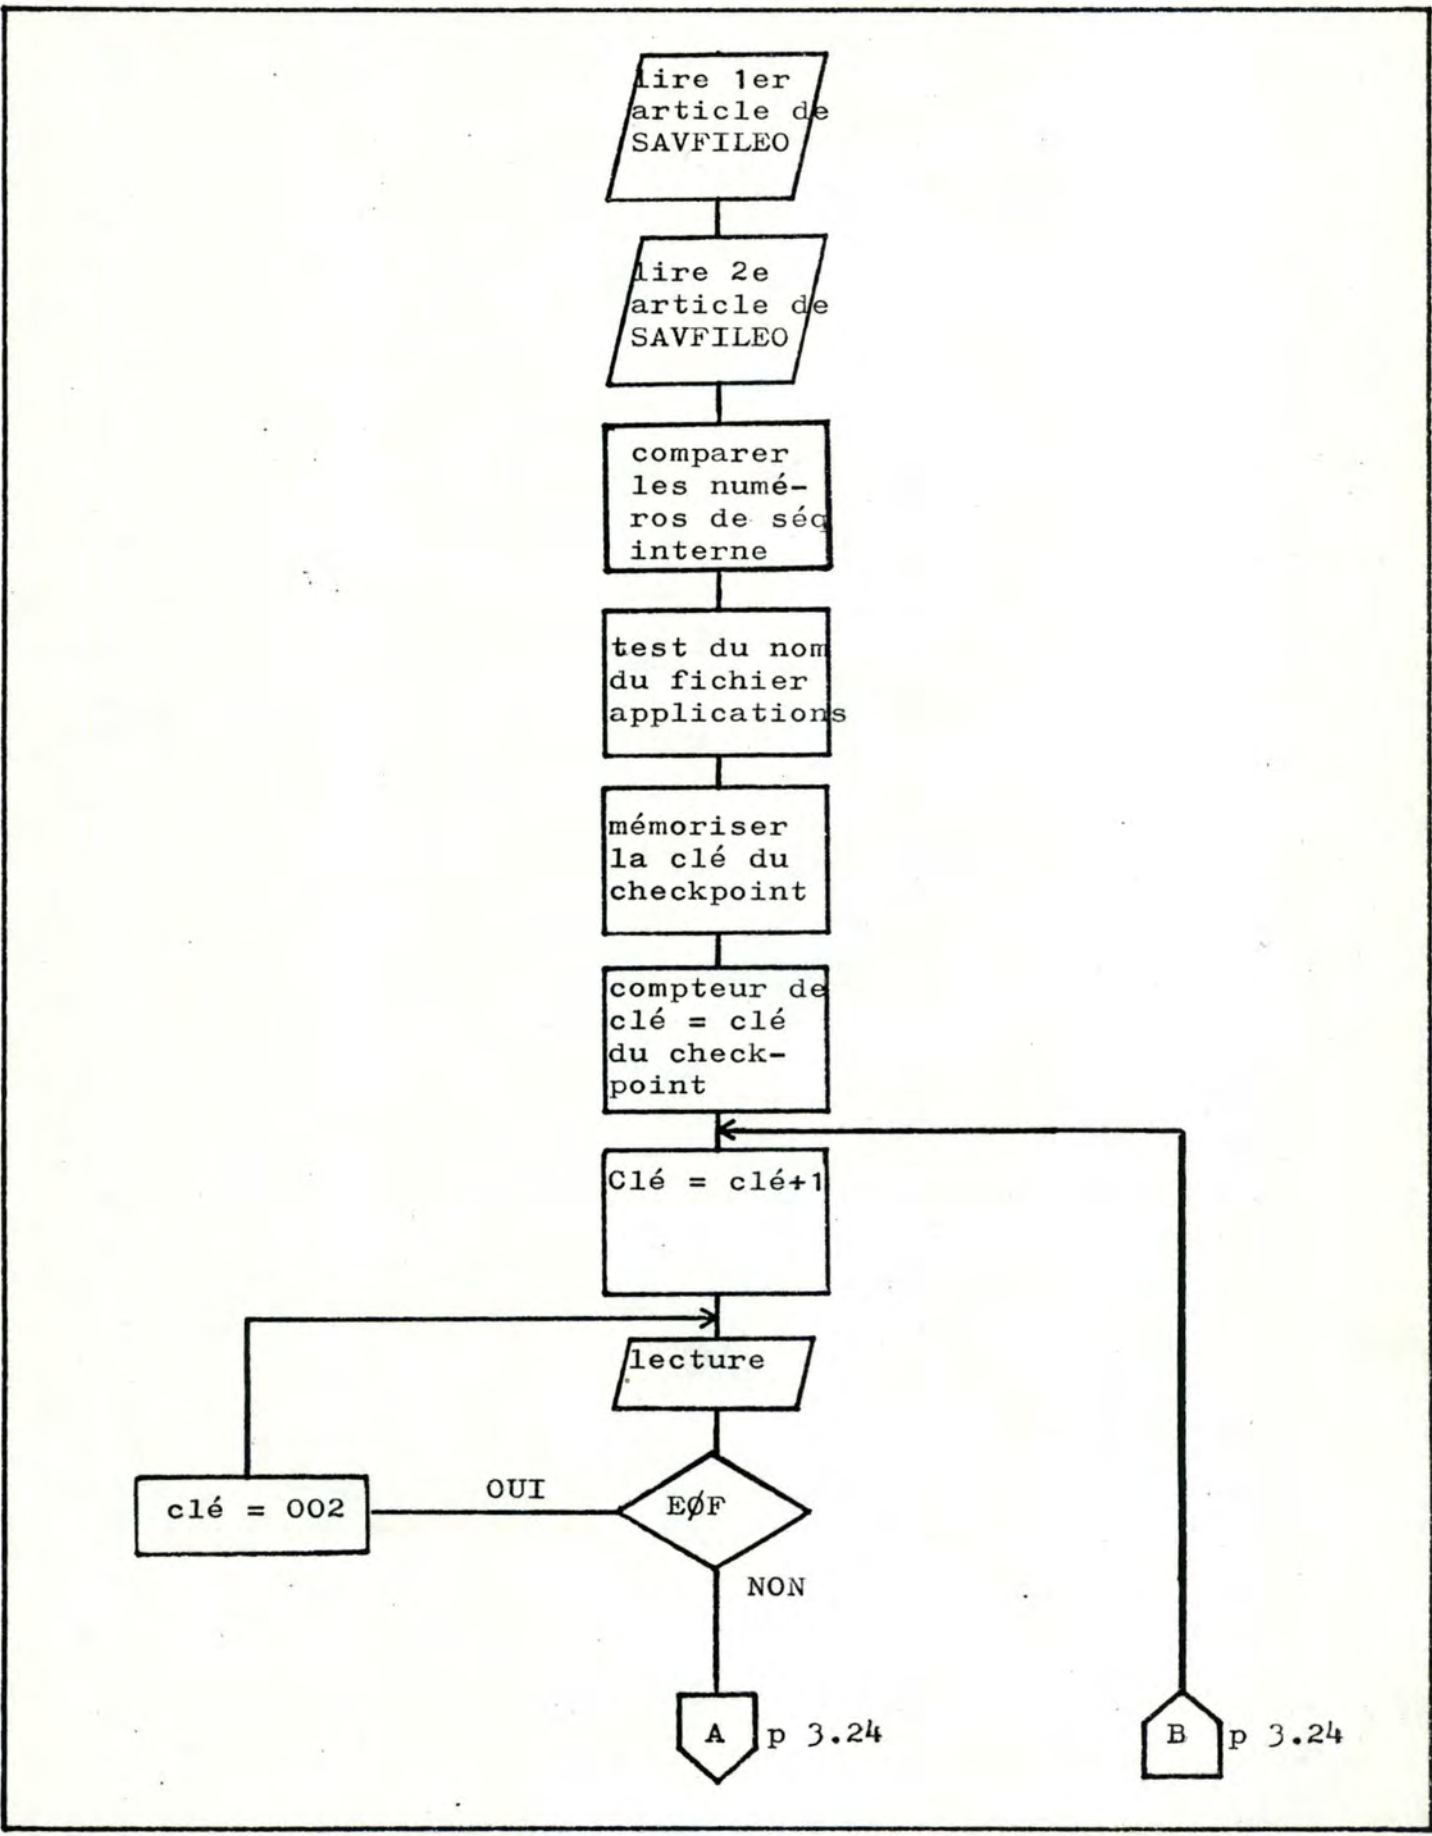 lire 1er
article de
SAVFILEO
lire 2e
article de
SAVFILEO
comparer
les numé-
ros de séq
interne
test du nom
du fichier
applications
mémoriser
la clé du
checkpoint
compteur de
clé = clé
du check-
point
Clé = clé+1
lecture
clé = 002
OUI
EØF
NON
A p 3.24
B p 3.24